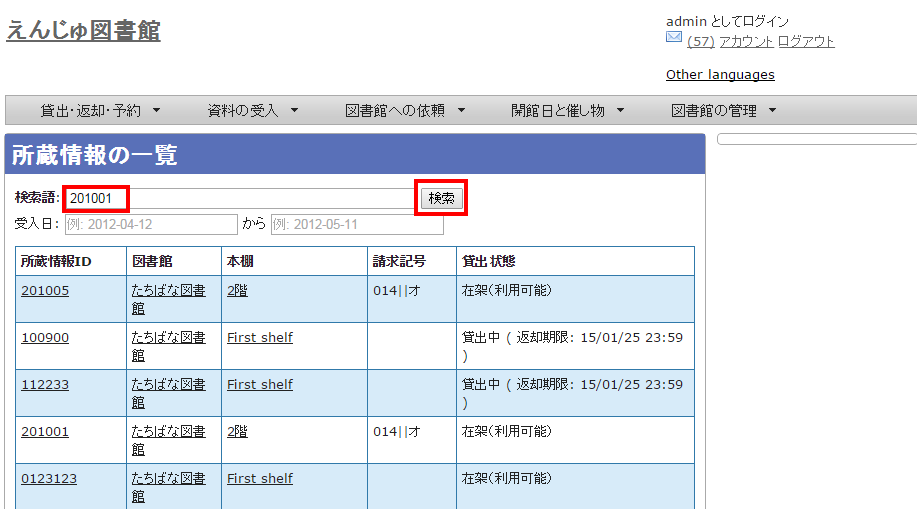 えんじゅ図書館
admin としてログイン
(57) アカウント ログアウト
Other languages
貸出・返却・予約 ▼ 資料の受入 ▼ 図書館への依頼 ▼ 開館日と催し物 ▼ 図書館の管理 ▼
所蔵情報の一覧
検索語: 201001 検索
受入日: 例: 2012-04-12 から 例: 2012-05-11
所蔵情報ID 図書館 本棚 請求記号 貸出状態
201005 たちばな図書館 2階 014||オ 在架(利用可能)
100900 たちばな図書館 First shelf 貸出中 ( 返却期限: 15/01/25 23:59 )
112233 たちばな図書館 First shelf 貸出中 ( 返却期限: 15/01/25 23:59 )
201001 たちばな図書館 2階 014||オ 在架(利用可能)
0123123 たちばな図書館 First shelf 在架(利用可能)